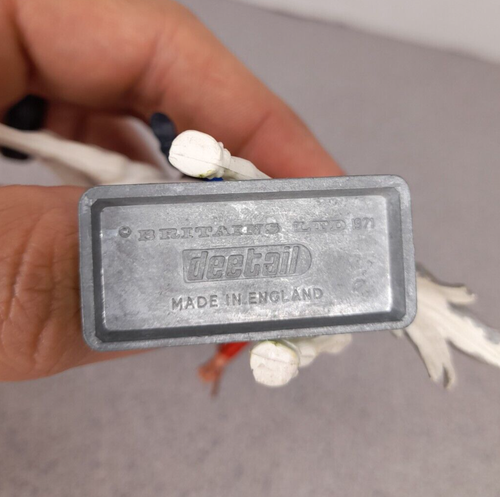 © BRITAINS LTD 1971
deetail
MADE IN ENGLAND